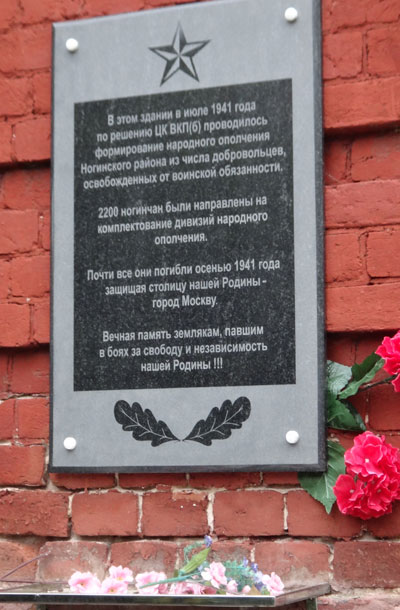 В этом здании в июле 1941 года
по решению ЦК ВКП(б) проводилось
формирование народного ополчения
Ногинского района из числа добровольцев,
освобожденных от воинской обязанности.
2200 ногинчан были направлены на
комплектование дивизий народного
ополчения.
Почти все они погибли осенью 1941 года
защищая столицу нашей Родины -
город Москву.
Вечная память землякам, павшим
в боях за свободу и независимость
нашей Родины !!!